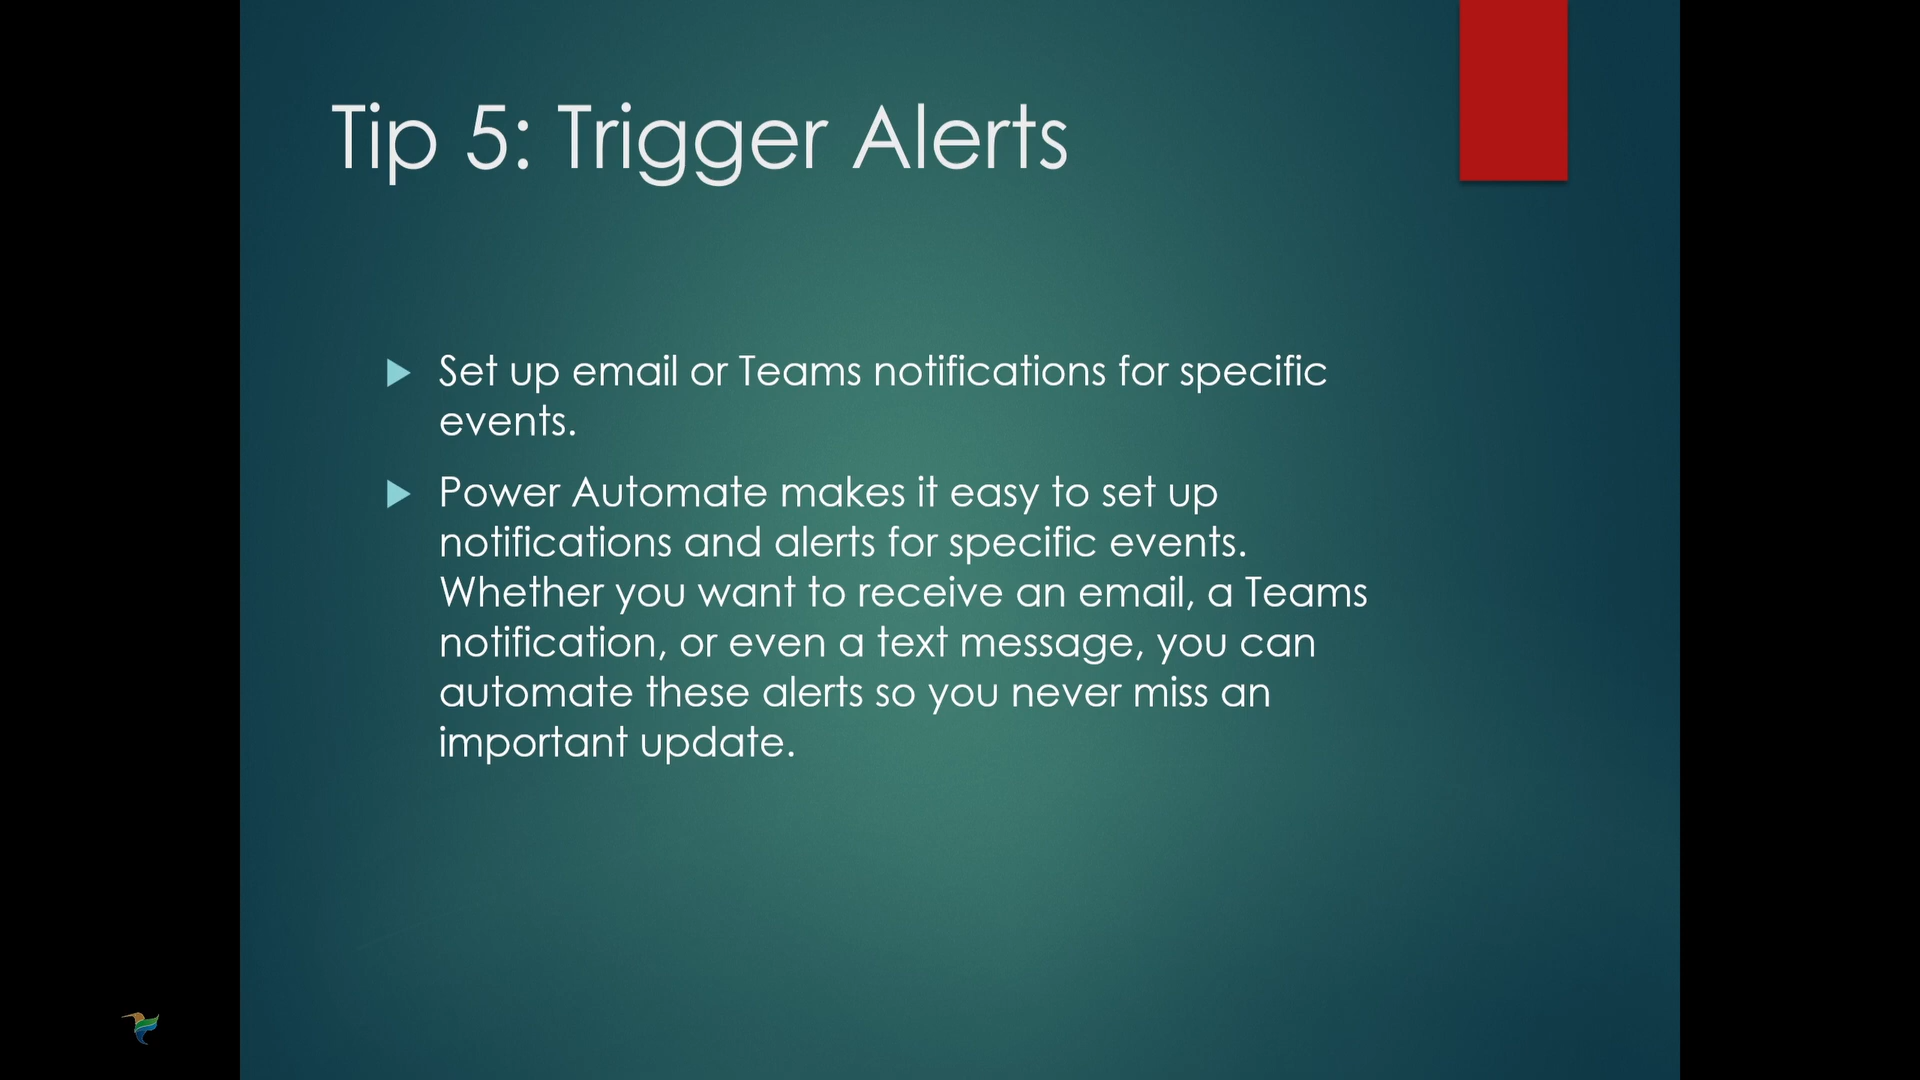 Tip 5: Trigger Alerts
Set up email or Teams notifications for specific
events.
Power Automate makes it easy to set up
notifications and alerts for specific events.
Whether you want to receive an email, a Teams
notification, or even a text message, you can
automate these alerts so you never miss an
important update.